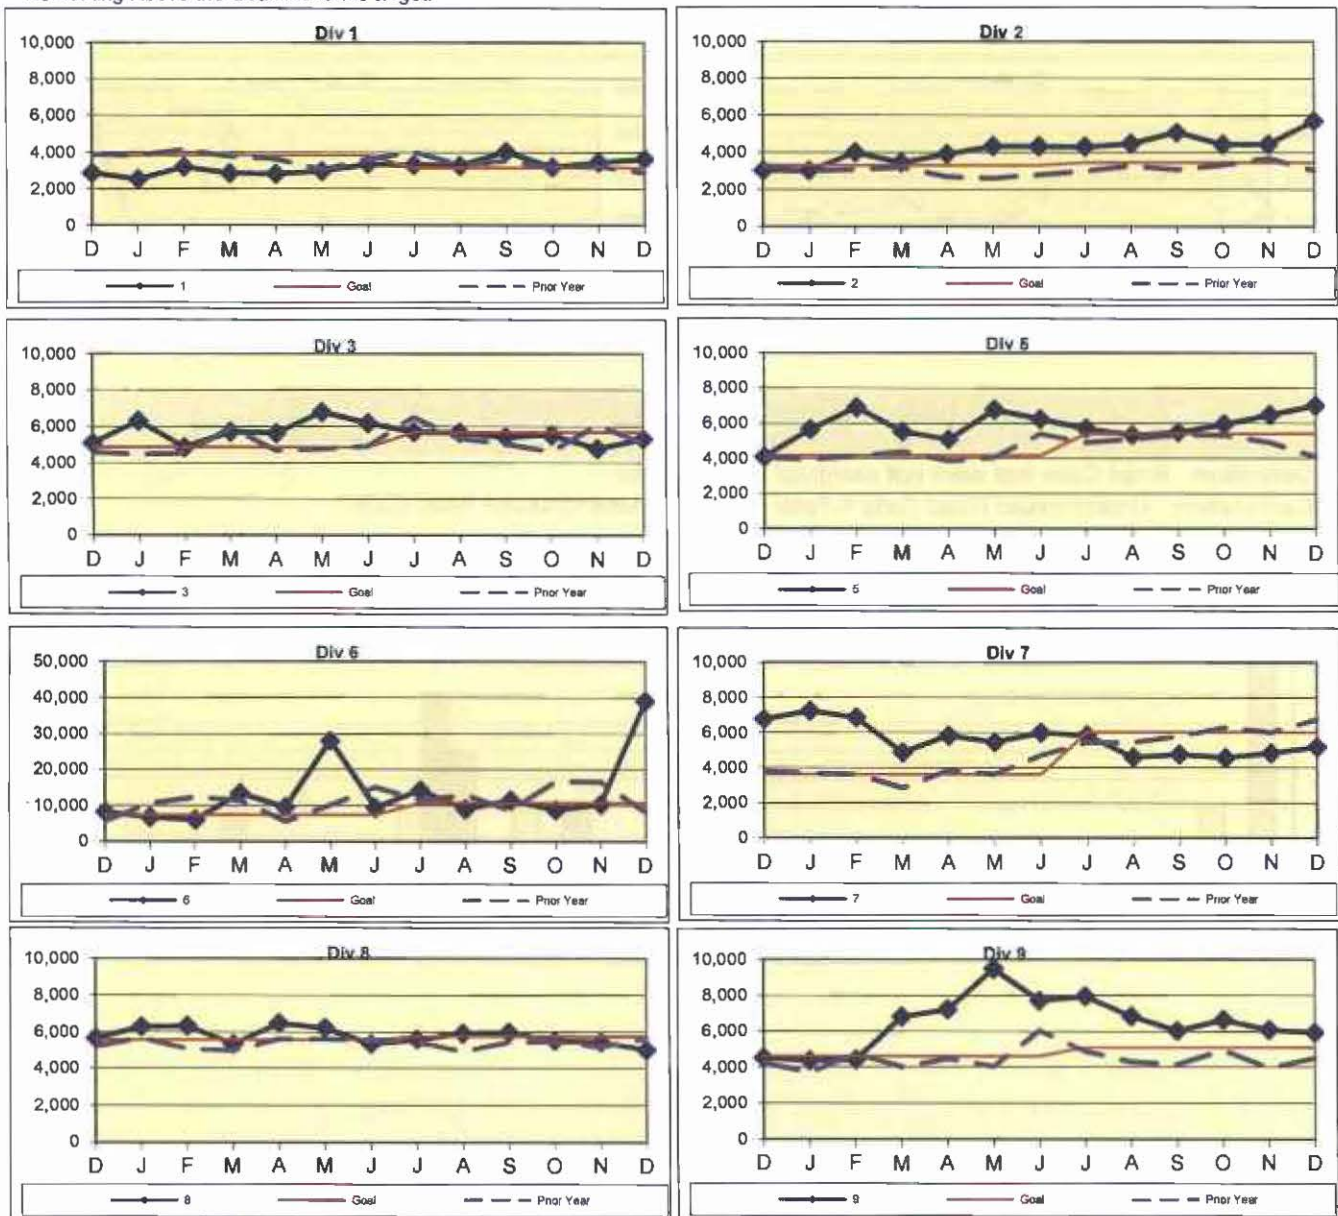 Div 1
10,000
8,000
6,000
4,000
2,000
0
D J F M A M J J A S O N D
1 Goal Prior Year
Div 2
10,000
8,000
6,000
4,000
2,000
0
D J F M A M J J A S O N D
2 Goal Prior Year
Div 3
10,000
8,000
6,000
4,000
2,000
0
D J F M A M J J A S O N D
3 Goal Prior Year
Div 5
10,000
8,000
6,000
4,000
2,000
0
D J F M A M J J A S O N D
5 Goal Prior Year
Div 6
50,000
40,000
30,000
20,000
10,000
0
D J F M A M J J A S O N D
6 Goal Prior Year
Div 7
10,000
8,000
6,000
4,000
2,000
0
D J F M A M J J A S O N D
7 Goal Prior Year
Div 8
10,000
8,000
6,000
4,000
2,000
0
D J F M A M J J A S O N D
8 Goal Prior Year
Div 9
10,000
8,000
6,000
4,000
2,000
0
D J F M A M J J A S O N D
9 Goal Prior Year